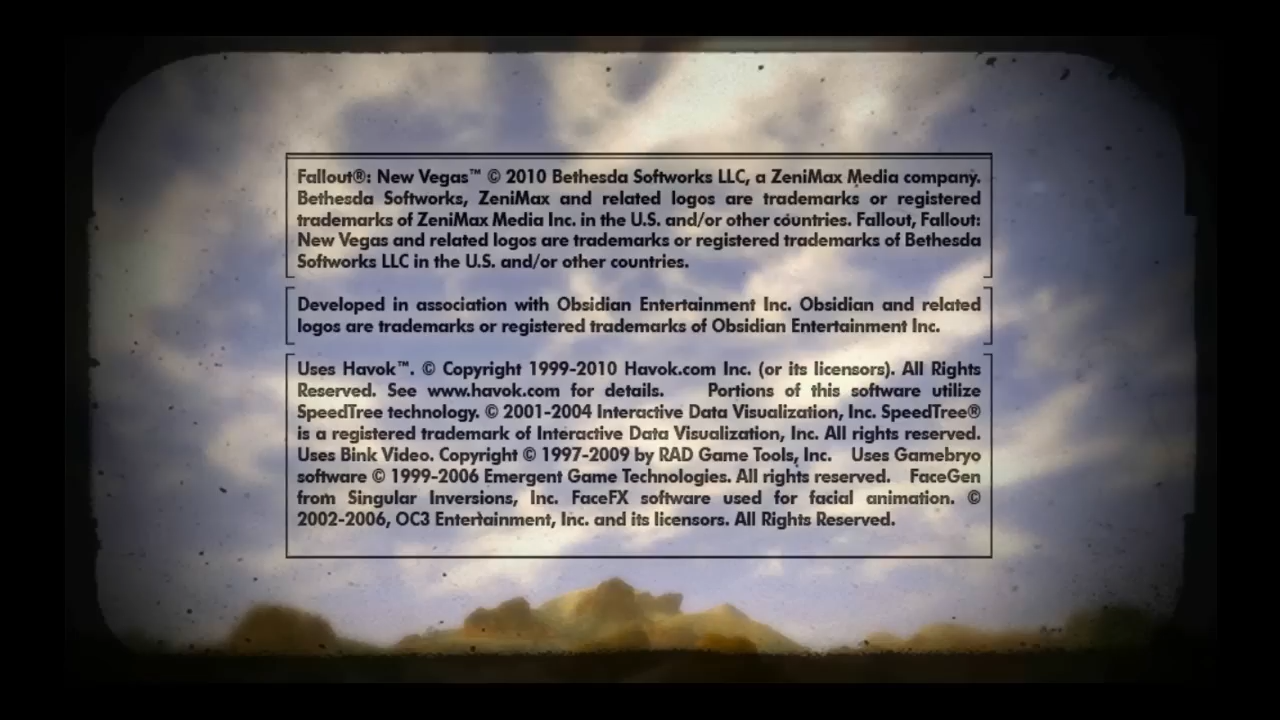 Fallout®: New Vegas™ © 2010 Bethesda Softworks LLC, a ZeniMax Media company.
Bethesda Softworks, ZeniMax and related logos are trademarks or registered
trademarks of ZeniMax Media Inc. in the U.S. and/or other countries. Fallout, Fallout:
New Vegas and related logos are trademarks or registered trademarks of Bethesda
Softworks LLC in the U.S. and/or other countries.
Developed in association with Obsidian Entertainment Inc. Obsidian and related
logos are trademarks or registered trademarks of Obsidian Entertainment Inc.
Uses Havok™. © Copyright 1999-2010 Havok.com Inc. (or its licensors). All Rights
Reserved. See www.havok.com for details. Portions of this software utilize
SpeedTree technology. © 2001-2004 Interactive Data Visualization, Inc. SpeedTree®
is a registered trademark of Interactive Data Visualization, Inc. All rights reserved.
Uses Bink Video. Copyright © 1997-2009 by RAD Game Tools, Inc. Uses Gamebryo
software © 1999-2006 Emergent Game Technologies. All rights reserved. FaceGen
from Singular Inversions, Inc. FaceFX software used for facial animation. ©
2002-2006, OC3 Entertainment, Inc. and its licensors. All Rights Reserved.